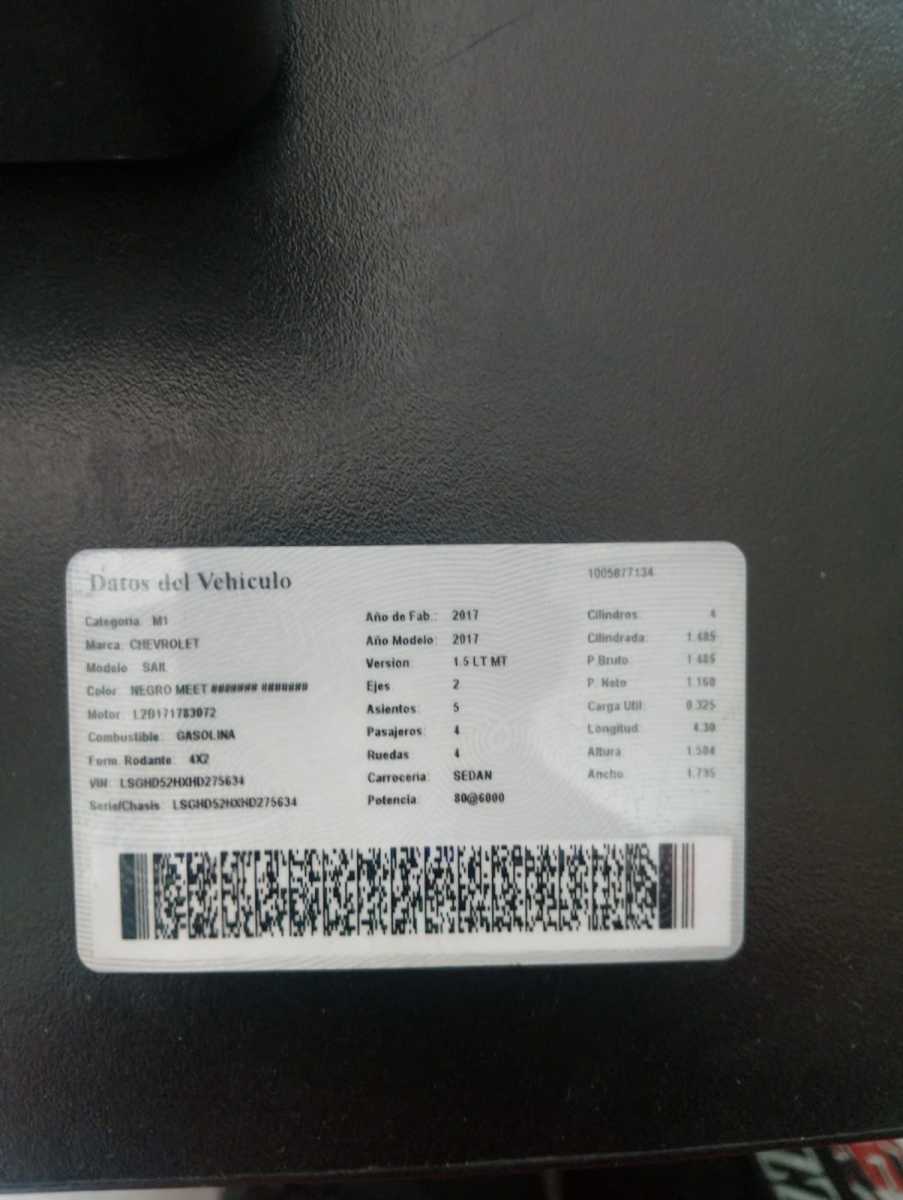 Datos del Vehiculo
1005877134
Categoria M1
Marca: CHEVROLET
Modelo SAIL
Color NEGRO MEET ####### #######
Motor: L2B171783072
Combustible: GASOLINA
Form. Rodante: 4X2
VIN: LSGHD52HXHD275634
Serie/Chasis LSGHD52HXHD275634
Año de Fab.: 2017
Año Modelo: 2017
Version 1.5 LT MT
Ejes 2
Asientos: 5
Pasajeros: 4
Ruedas 4
Carroceria: SEDAN
Potencia: 80@6000
Cilindros: 4
Cilindrada: 1.485
P.Bruto: 1.485
P. Neto 1.160
Carga Util: 0.325
Longitud: 4.30
Altura 1.504
Ancho 1.735